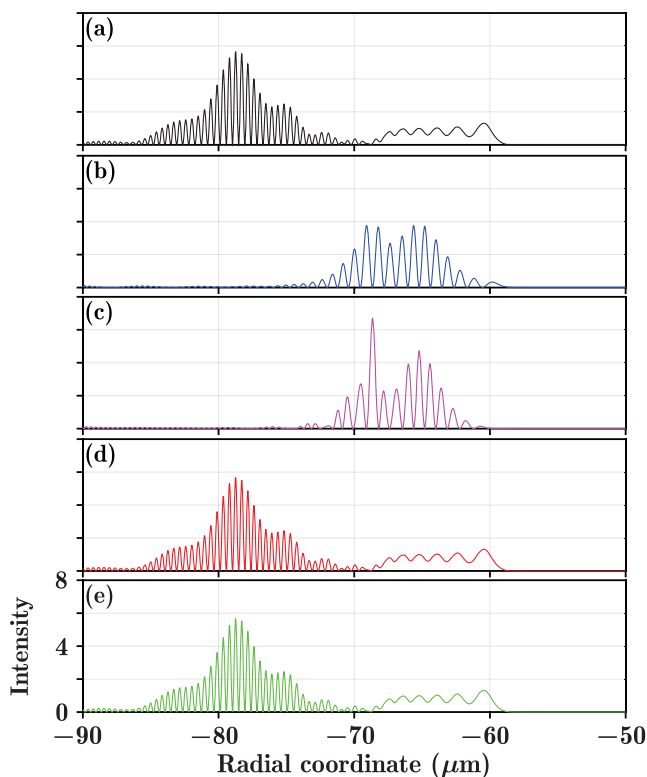 (a)
(b)
(c)
(d)
8
(e)
Intensity
4
0
−90 −80 −70 −60 −50
Radial coordinate (μm)